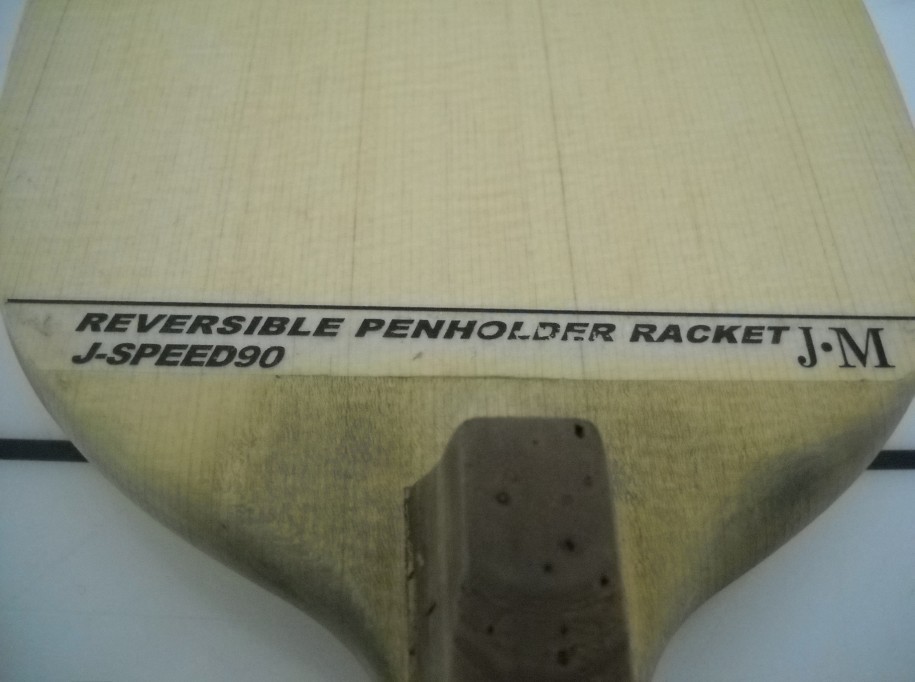 REVERSIBLE PENHOLDER RACKET J·M
J-SPEED90